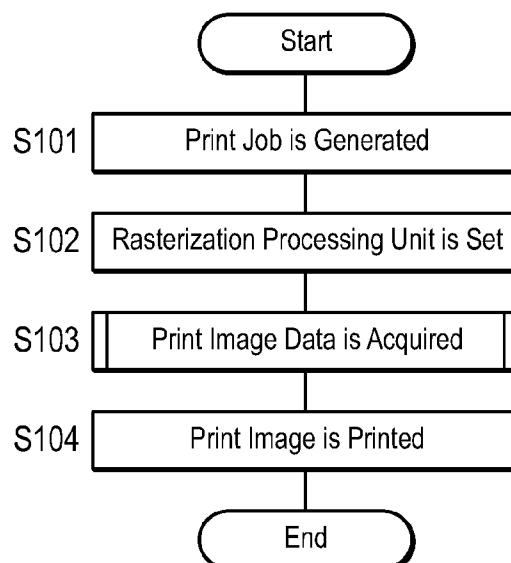 Start
S101 Print Job is Generated
S102 Rasterization Processing Unit is Set
S103 Print Image Data is Acquired
S104 Print Image is Printed
End